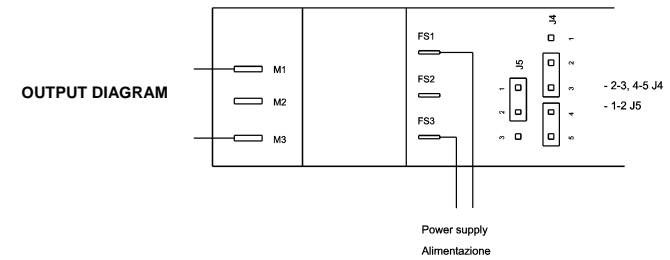 OUTPUT DIAGRAM
M1
M2
M3
FS1
FS2
FS3
J5
1
2
3
J4
1
2
3
4
5
- 2-3, 4-5 J4
- 1-2 J5
Power supply
Alimentazione